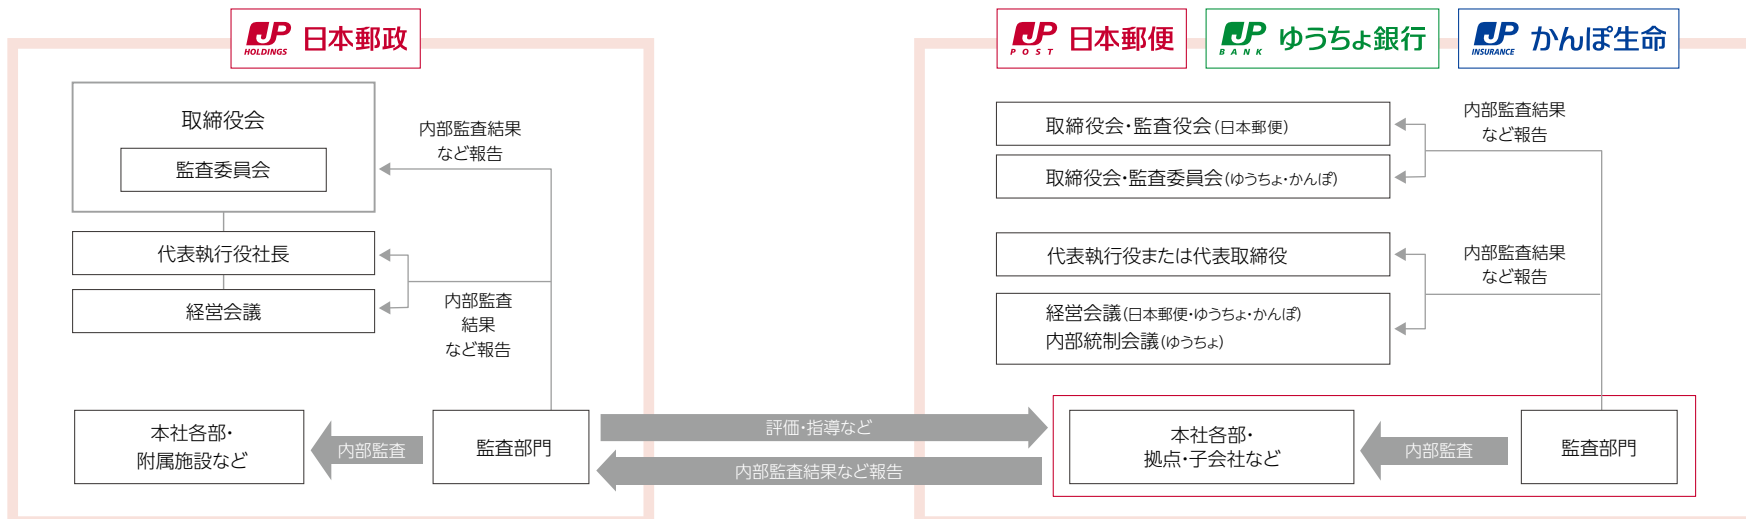 JP
HOLDINGS
日本郵政
取締役会
監査委員会
内部監査結果
など報告
代表執行役社長
経営会議
内部監査
結果
など報告
本社各部・
附属施設など
内部監査
監査部門
評価・指導など
内部監査結果など報告
JP
POST
日本郵便
JP
BANK
ゆうちょ銀行
JP
INSURANCE
かんぽ生命
取締役会・監査役会(日本郵便)
取締役会・監査委員会(ゆうちょ・かんぽ)
内部監査結果
など報告
代表執行役または代表取締役
経営会議(日本郵便・ゆうちょ・かんぽ)
内部統制会議(ゆうちょ)
内部監査結果
など報告
本社各部・
拠点・子会社など
内部監査
監査部門